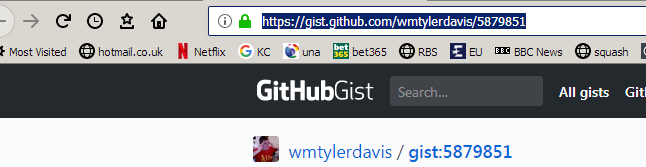 https://gist.github.com/wmtylerdavis/5879851
Most Visited hotmail.co.uk Netflix KC una bet365 bet365 RBS EU BBC BBC News squash
GitHubGist Search... All gists
wmtylerdavis / gist:5879851